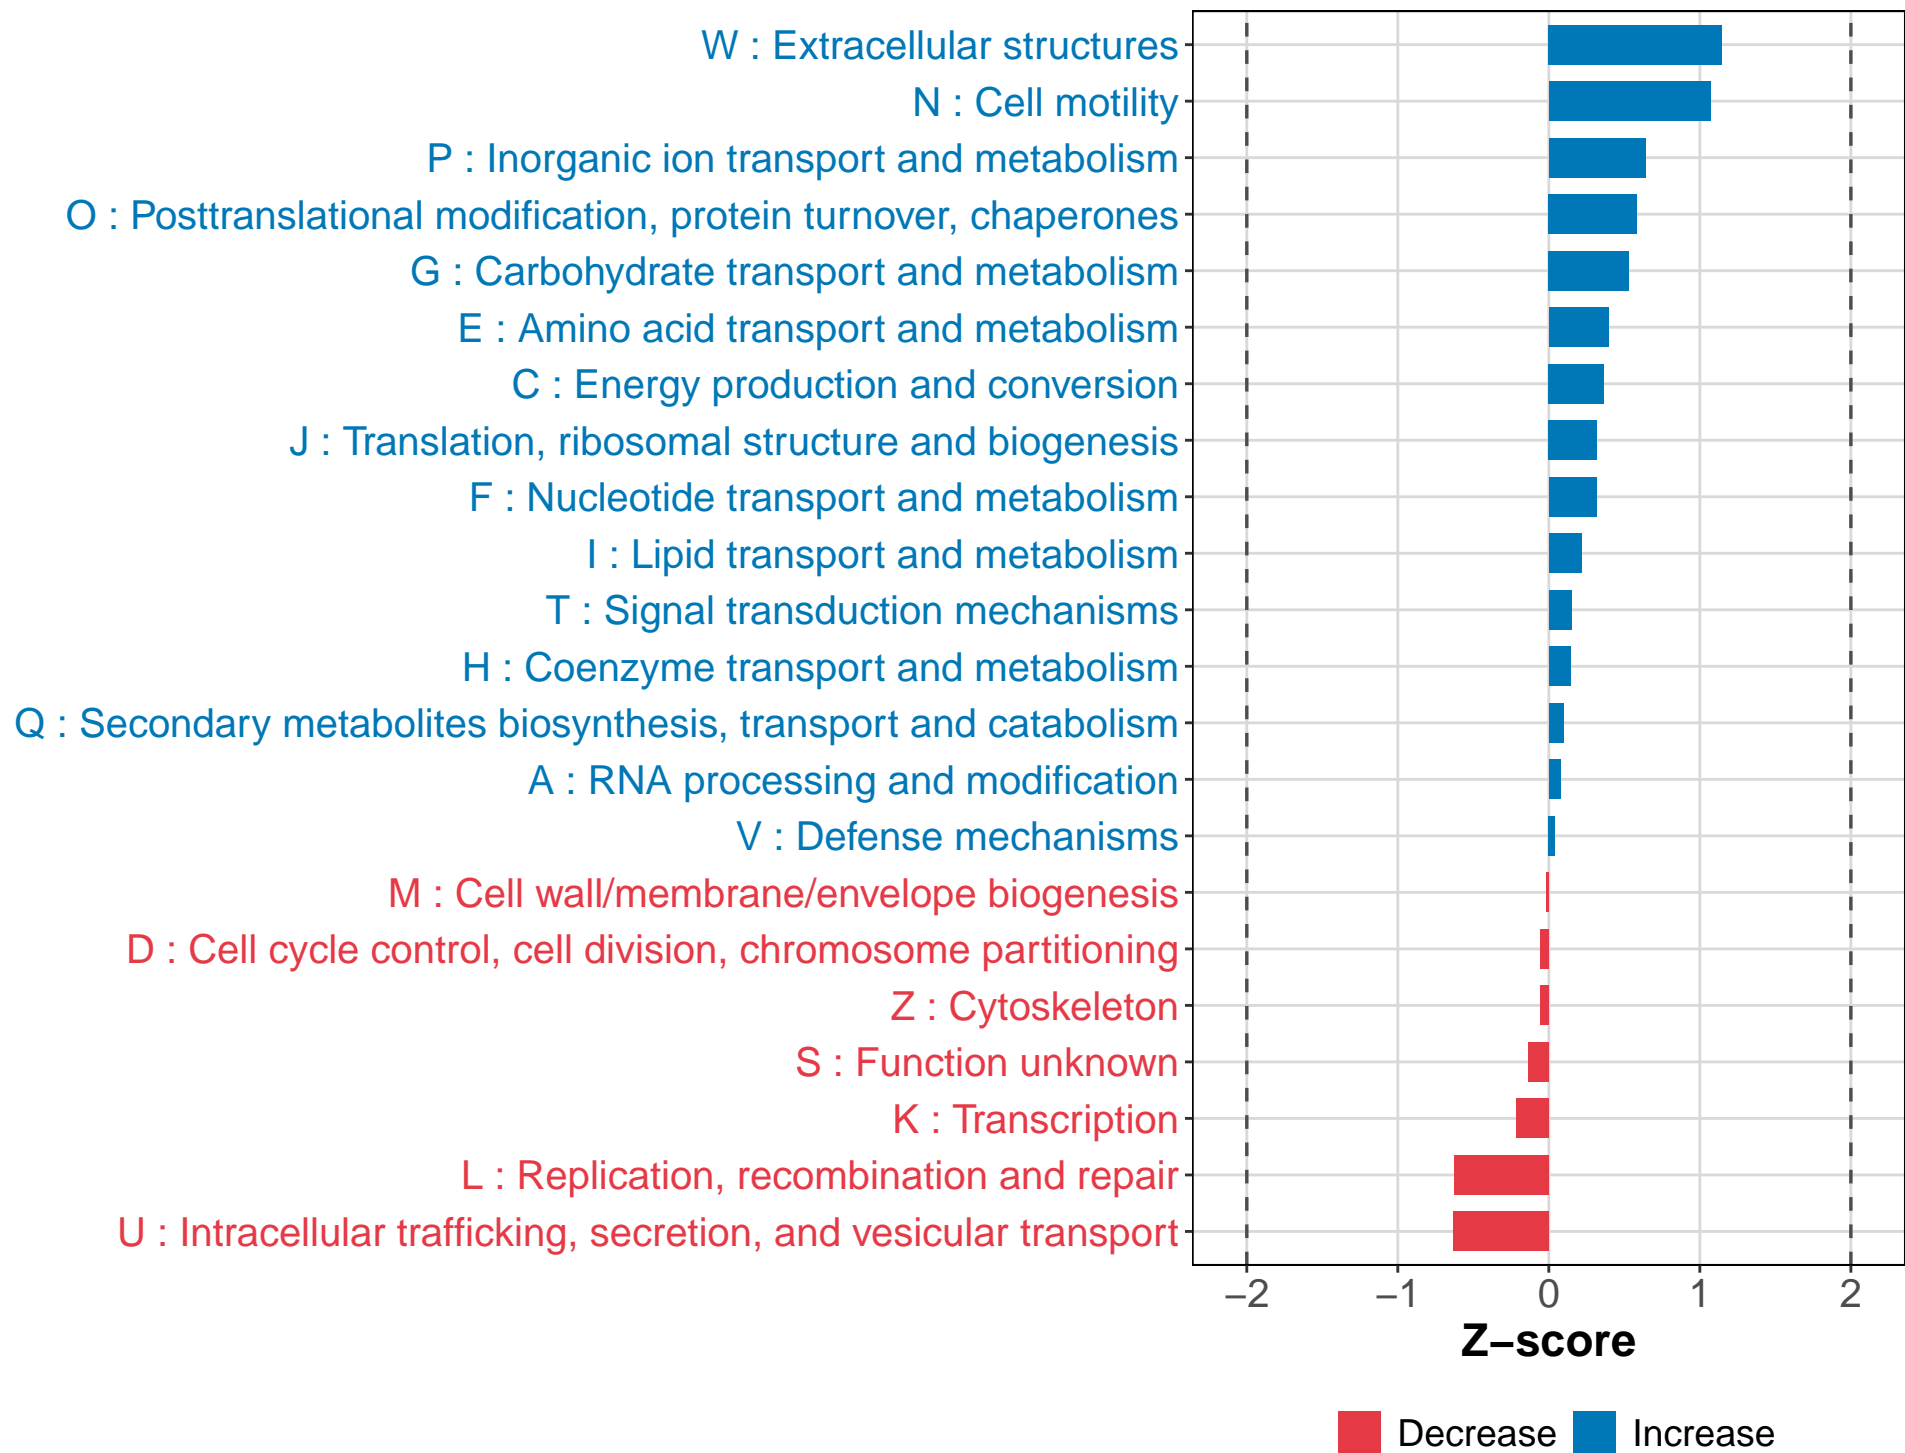 W : Extracellular structures
N : Cell motility
P : Inorganic ion transport and metabolism
O : Posttranslational modification, protein turnover, chaperones
G : Carbohydrate transport and metabolism
E : Amino acid transport and metabolism
C : Energy production and conversion
J : Translation, ribosomal structure and biogenesis
F : Nucleotide transport and metabolism
I : Lipid transport and metabolism
T : Signal transduction mechanisms
H : Coenzyme transport and metabolism
Q : Secondary metabolites biosynthesis, transport and catabolism
A : RNA processing and modification
V : Defense mechanisms
M : Cell wall/membrane/envelope biogenesis
D : Cell cycle control, cell division, chromosome partitioning
Z : Cytoskeleton
S : Function unknown
K : Transcription
L : Replication, recombination and repair
U : Intracellular trafficking, secretion, and vesicular transport
−2 −1 0 1 2
Z−score
Decrease Increase